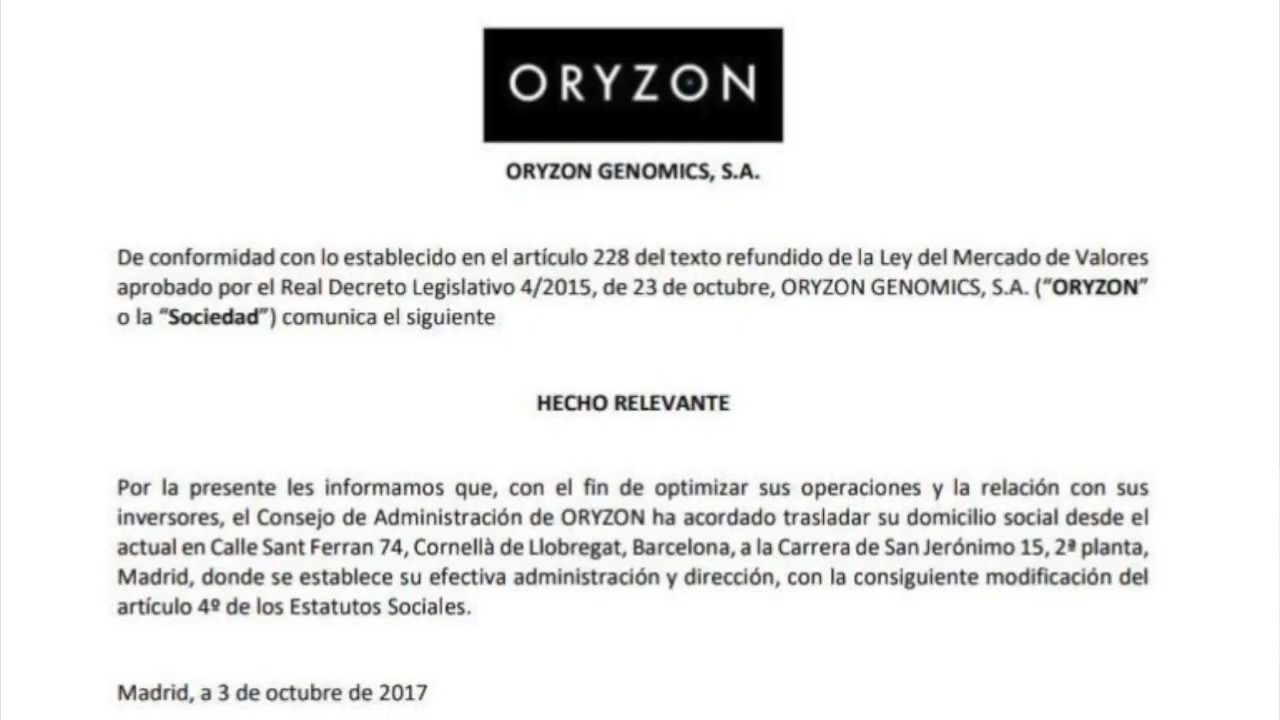 ORYZON
ORYZON GENOMICS, S.A.
De conformidad con lo establecido en el artículo 228 del texto refundido de la Ley del Mercado de Valores
aprobado por el Real Decreto Legislativo 4/2015, de 23 de octubre, ORYZON GENOMICS, S.A. (“ORYZON”
o la “Sociedad”) comunica el siguiente
HECHO RELEVANTE
Por la presente les informamos que, con el fin de optimizar sus operaciones y la relación con sus
inversores, el Consejo de Administración de ORYZON ha acordado trasladar su domicilio social desde el
actual en Calle Sant Ferran 74, Cornellà de Llobregat, Barcelona, a la Carrera de San Jerónimo 15, 2ª planta,
Madrid, donde se establece su efectiva administración y dirección, con la consiguiente modificación del
artículo 4º de los Estatutos Sociales.
Madrid, a 3 de octubre de 2017